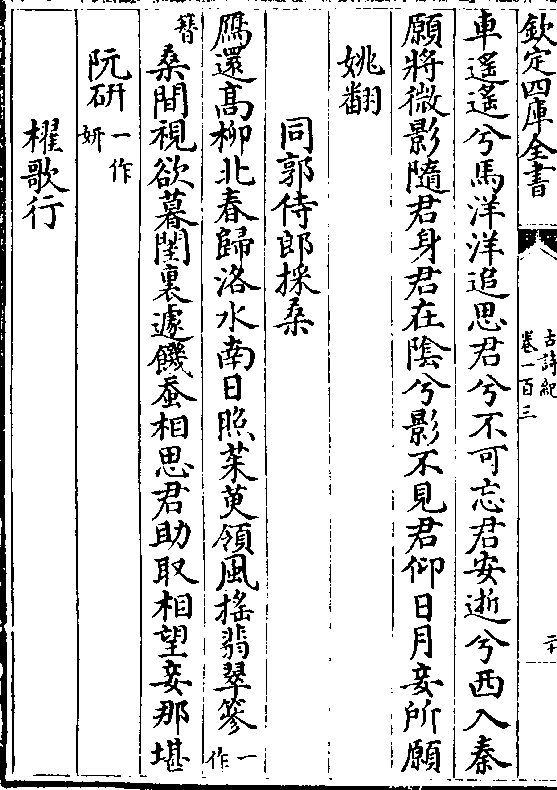 欽定四庫全書
古詩紀
卷一百三
二十
車遥遥兮馬洋洋追思君兮不可忘君安逝兮西入秦
願將微影隨君身君在陰兮影不見君仰日月妾所願
姚翻
同郭侍郎採桑
鴈還髙柳北春歸洛水南日照茱萸領風摇翡翠篸一作
簪桑間視欲暮閨裏遽饑蚕相思君助取相望妾那堪
阮研一作妍
櫂歌行